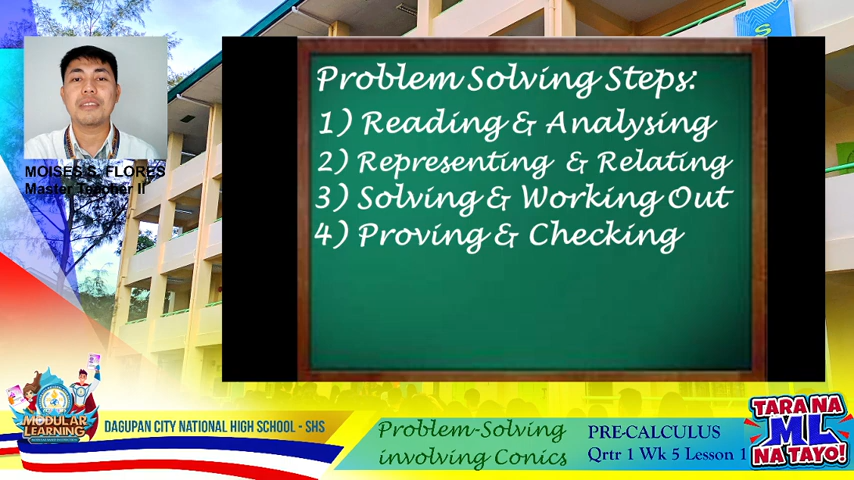 MOISES S. FLORES
Master Teacher II
Problem Solving Steps:
1) Reading & Analysing
2) Representing & Relating
3) Solving & Working Out
4) Proving & Checking
MODULAR
LEARNING
DAGUPAN CITY NATIONAL HIGH SCHOOL - SHS
Problem-Solving
involving Conics
PRE-CALCULUS
Qrtr 1 Wk 5 Lesson 1
TARA NA
ML
NA TAYO!